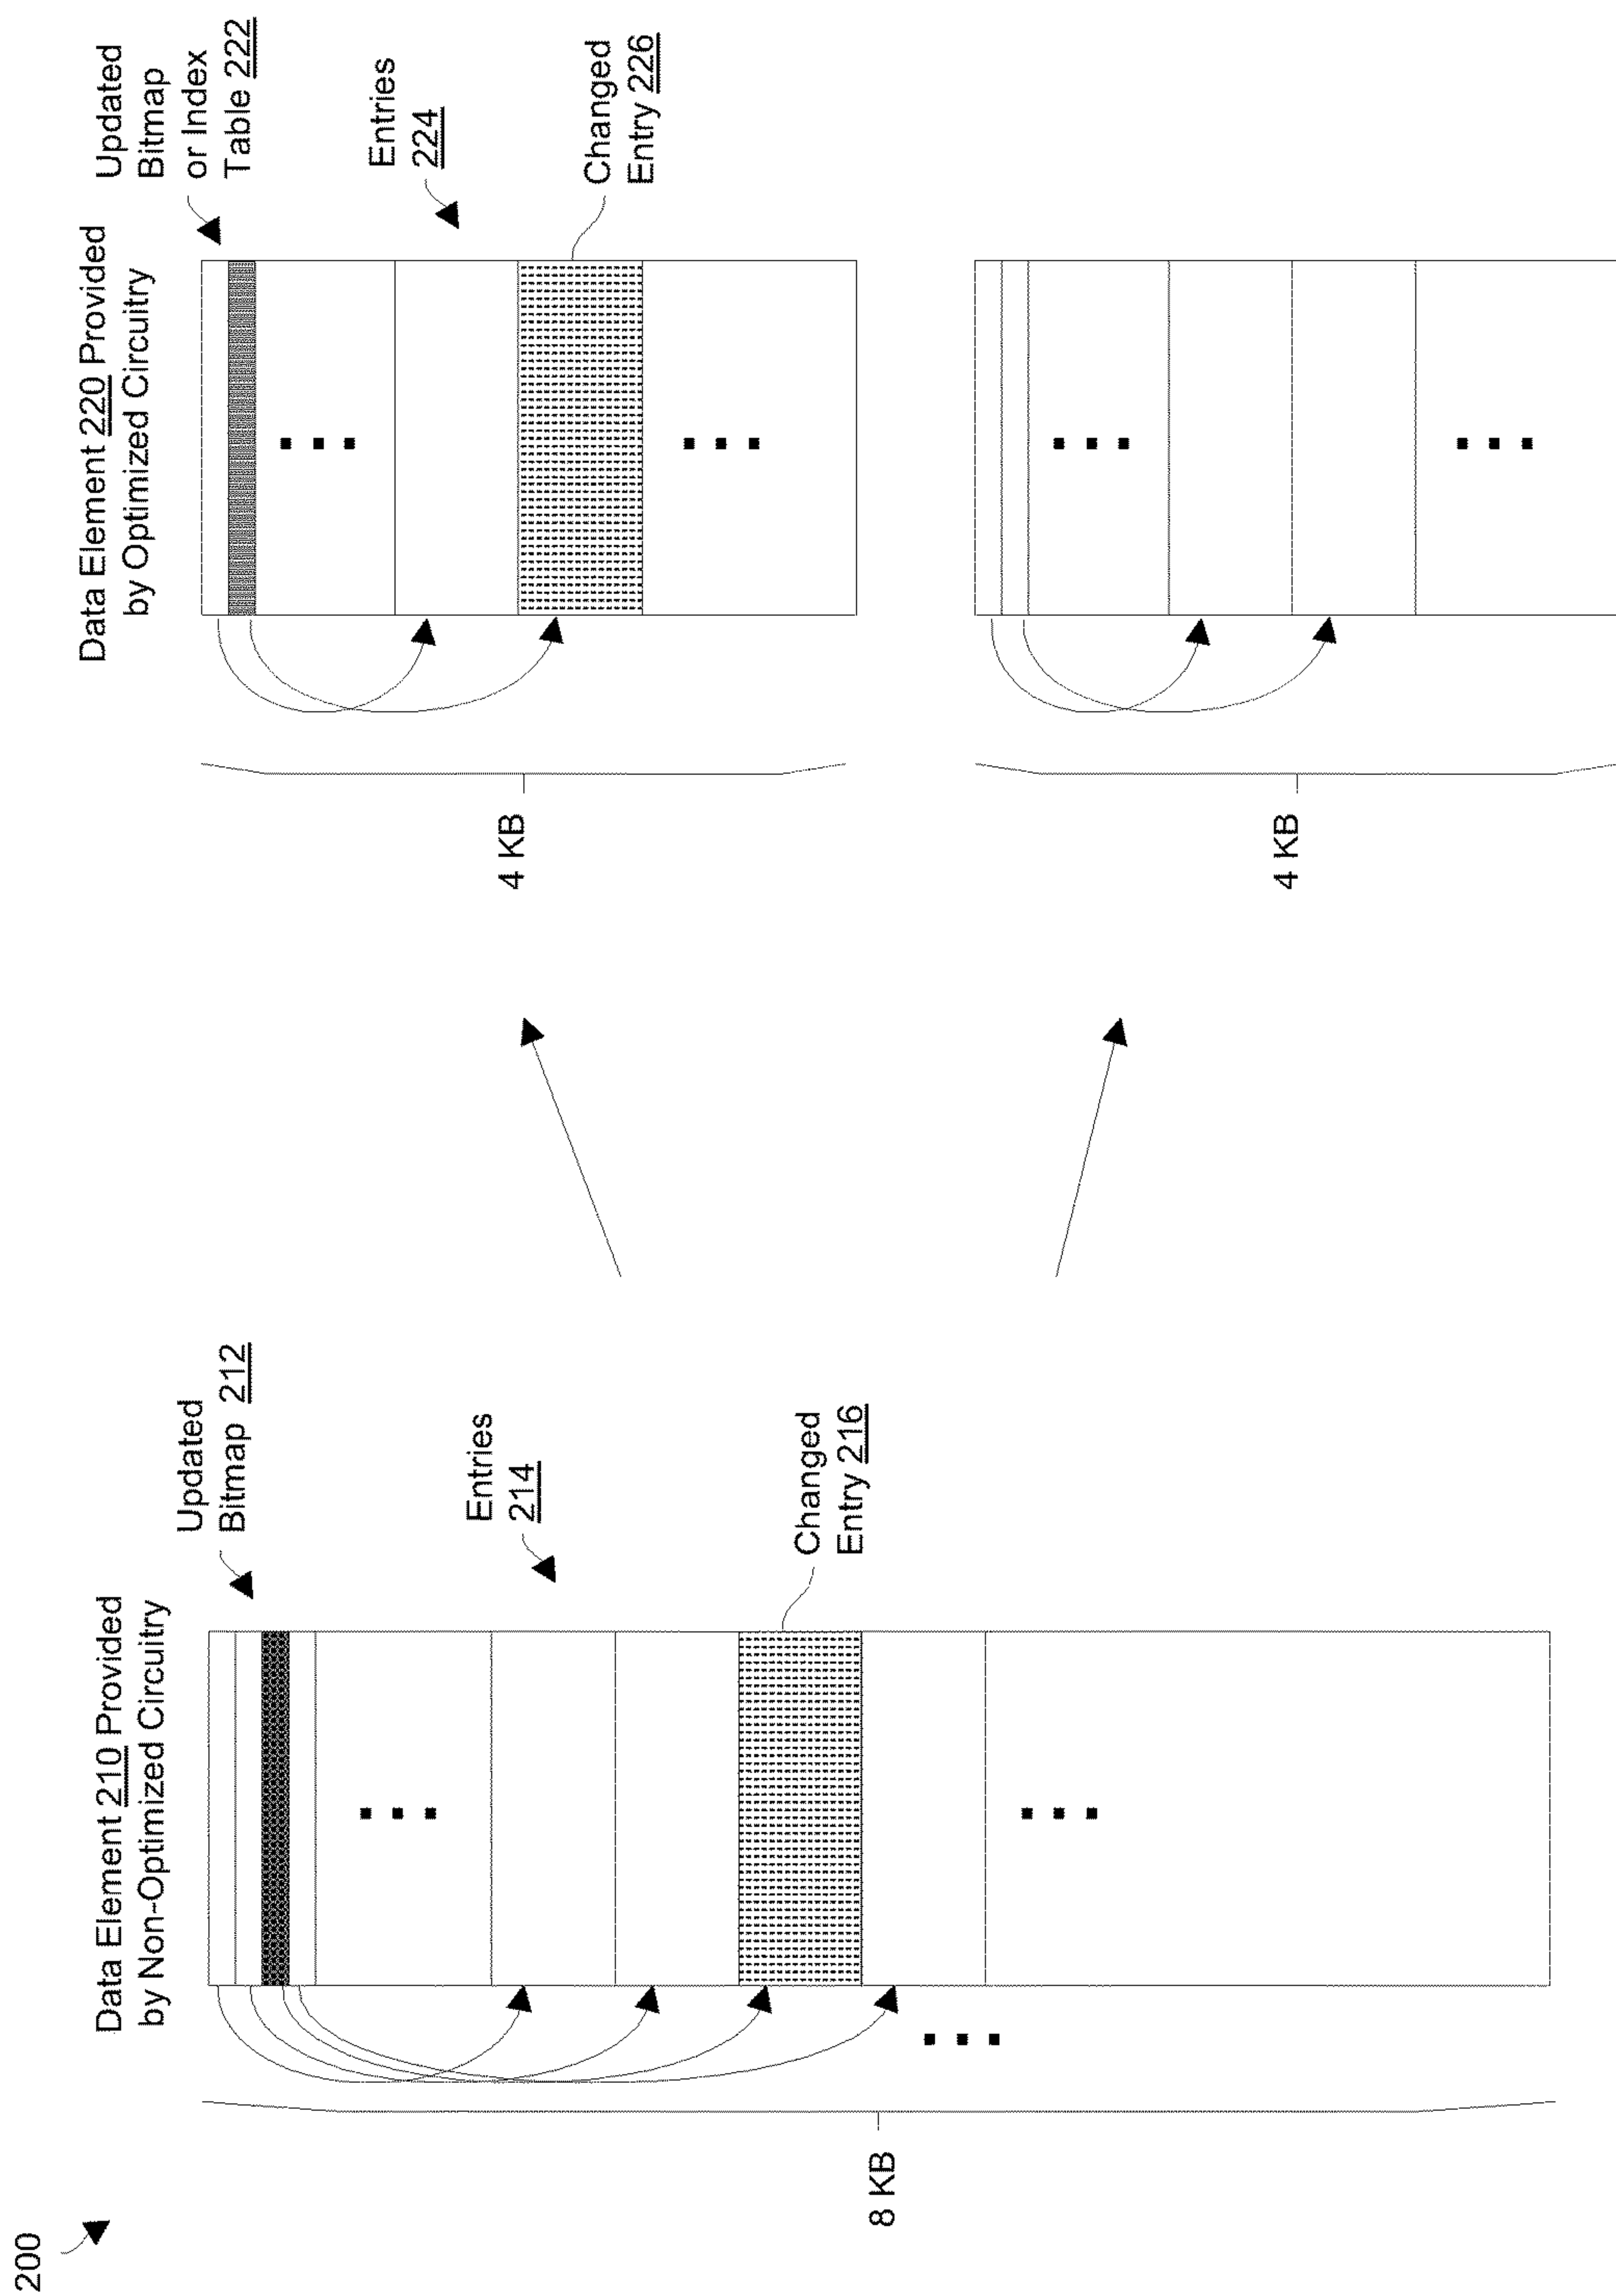 200
Data Element 210 Provided
by Non-Optimized Circuitry
Updated
Bitmap 212
Entries
214
Changed
Entry 216
8 KB
Data Element 220 Provided
by Optimized Circuitry
Updated
Bitmap
or Index
Table 222
Entries
224
Changed
Entry 226
4 KB
4 KB